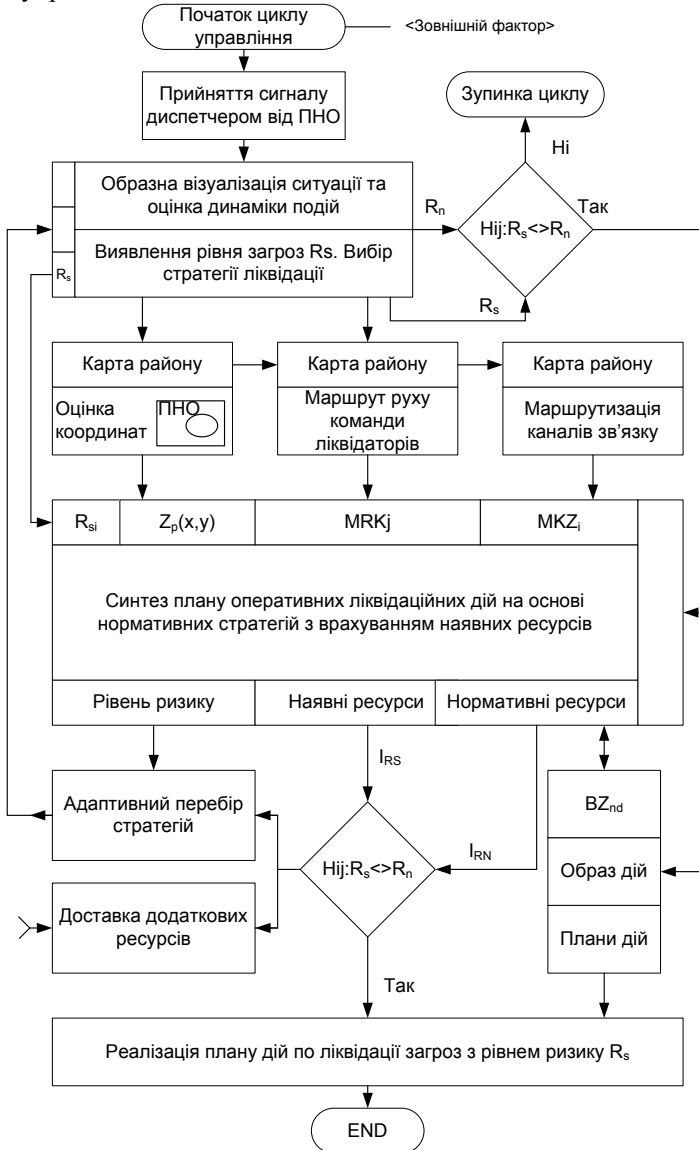 Початок циклу
управління
<Зовнішній фактор>
Прийняття сигналу
диспетчером від ПНО
Зупинка циклу
Ні
Образна візуалізація ситуації та
оцінка динаміки подій
Rn
Hij:Rs<>Rn
Так
Виявлення рівня загроз Rs. Вибір
стратегії ліквідації
Rs
Rs
Карта району
Карта району
Карта району
Оцінка
координат
ПНО
Маршрут руху
команди
ліквідаторів
Маршрутизація
каналів зв’язку
Rsi
Zp(x,y)
MRKj
MKZi
Синтез плану оперативних ліквідаційних дій на основі
нормативних стратегій з врахуванням наявних ресурсів
Рівень ризику
Наявні ресурси
Нормативні ресурси
IRS
Адаптивний перебір
стратегій
Hij:Rs<>Rn
IRN
BZnd
Образ дій
Плани дій
Доставка додаткових
ресурсів
Так
Реалізація плану дій по ліквідації загроз з рівнем ризику Rs
END